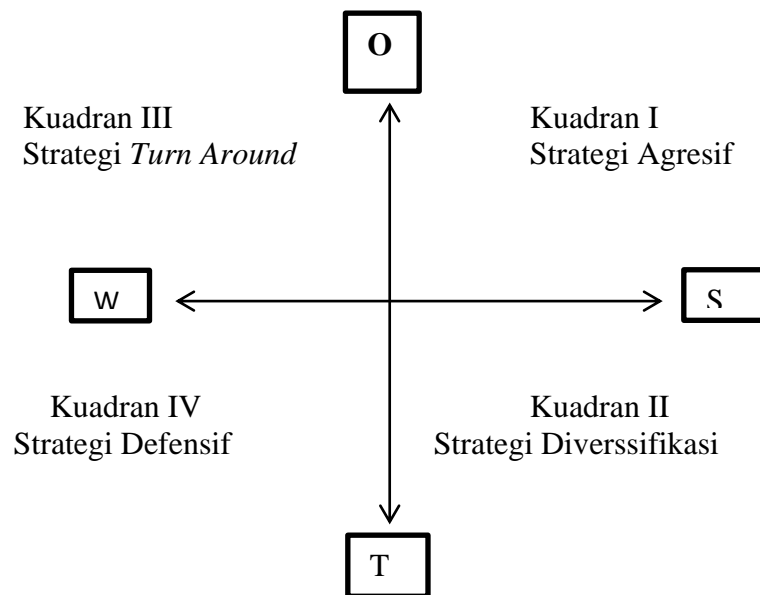 O
Kuadran III
Strategi Turn Around
Kuadran I
Strategi Agresif
W
S
Kuadran IV
Strategi Defensif
Kuadran II
Strategi Diverssifikasi
T